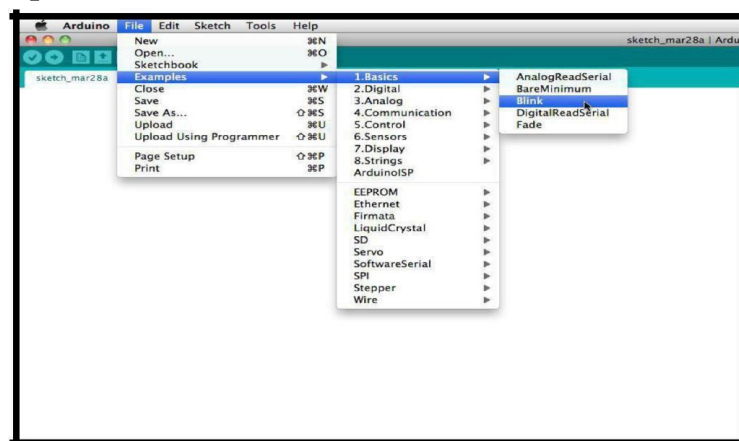 Arduino File Edit Sketch Tools Help
sketch_mar28a | Ardu
sketch_mar28a
New ⌘N
Open... ⌘O
Sketchbook ▶
Examples ▶
Close ⌘W
Save ⌘S
Save As... ⇧⌘S
Upload ⌘U
Upload Using Programmer ⇧⌘U
Page Setup ⇧⌘P
Print ⌘P
1.Basics ▶
2.Digital ▶
3.Analog ▶
4.Communication ▶
5.Control ▶
6.Sensors ▶
7.Display ▶
8.Strings ▶
ArduinoISP
EEPROM ▶
Ethernet ▶
Firmata ▶
LiquidCrystal ▶
SD ▶
Servo ▶
SoftwareSerial ▶
SPI ▶
Stepper ▶
Wire ▶
AnalogReadSerial
BareMinimum
Blink
DigitalReadSerial
Fade